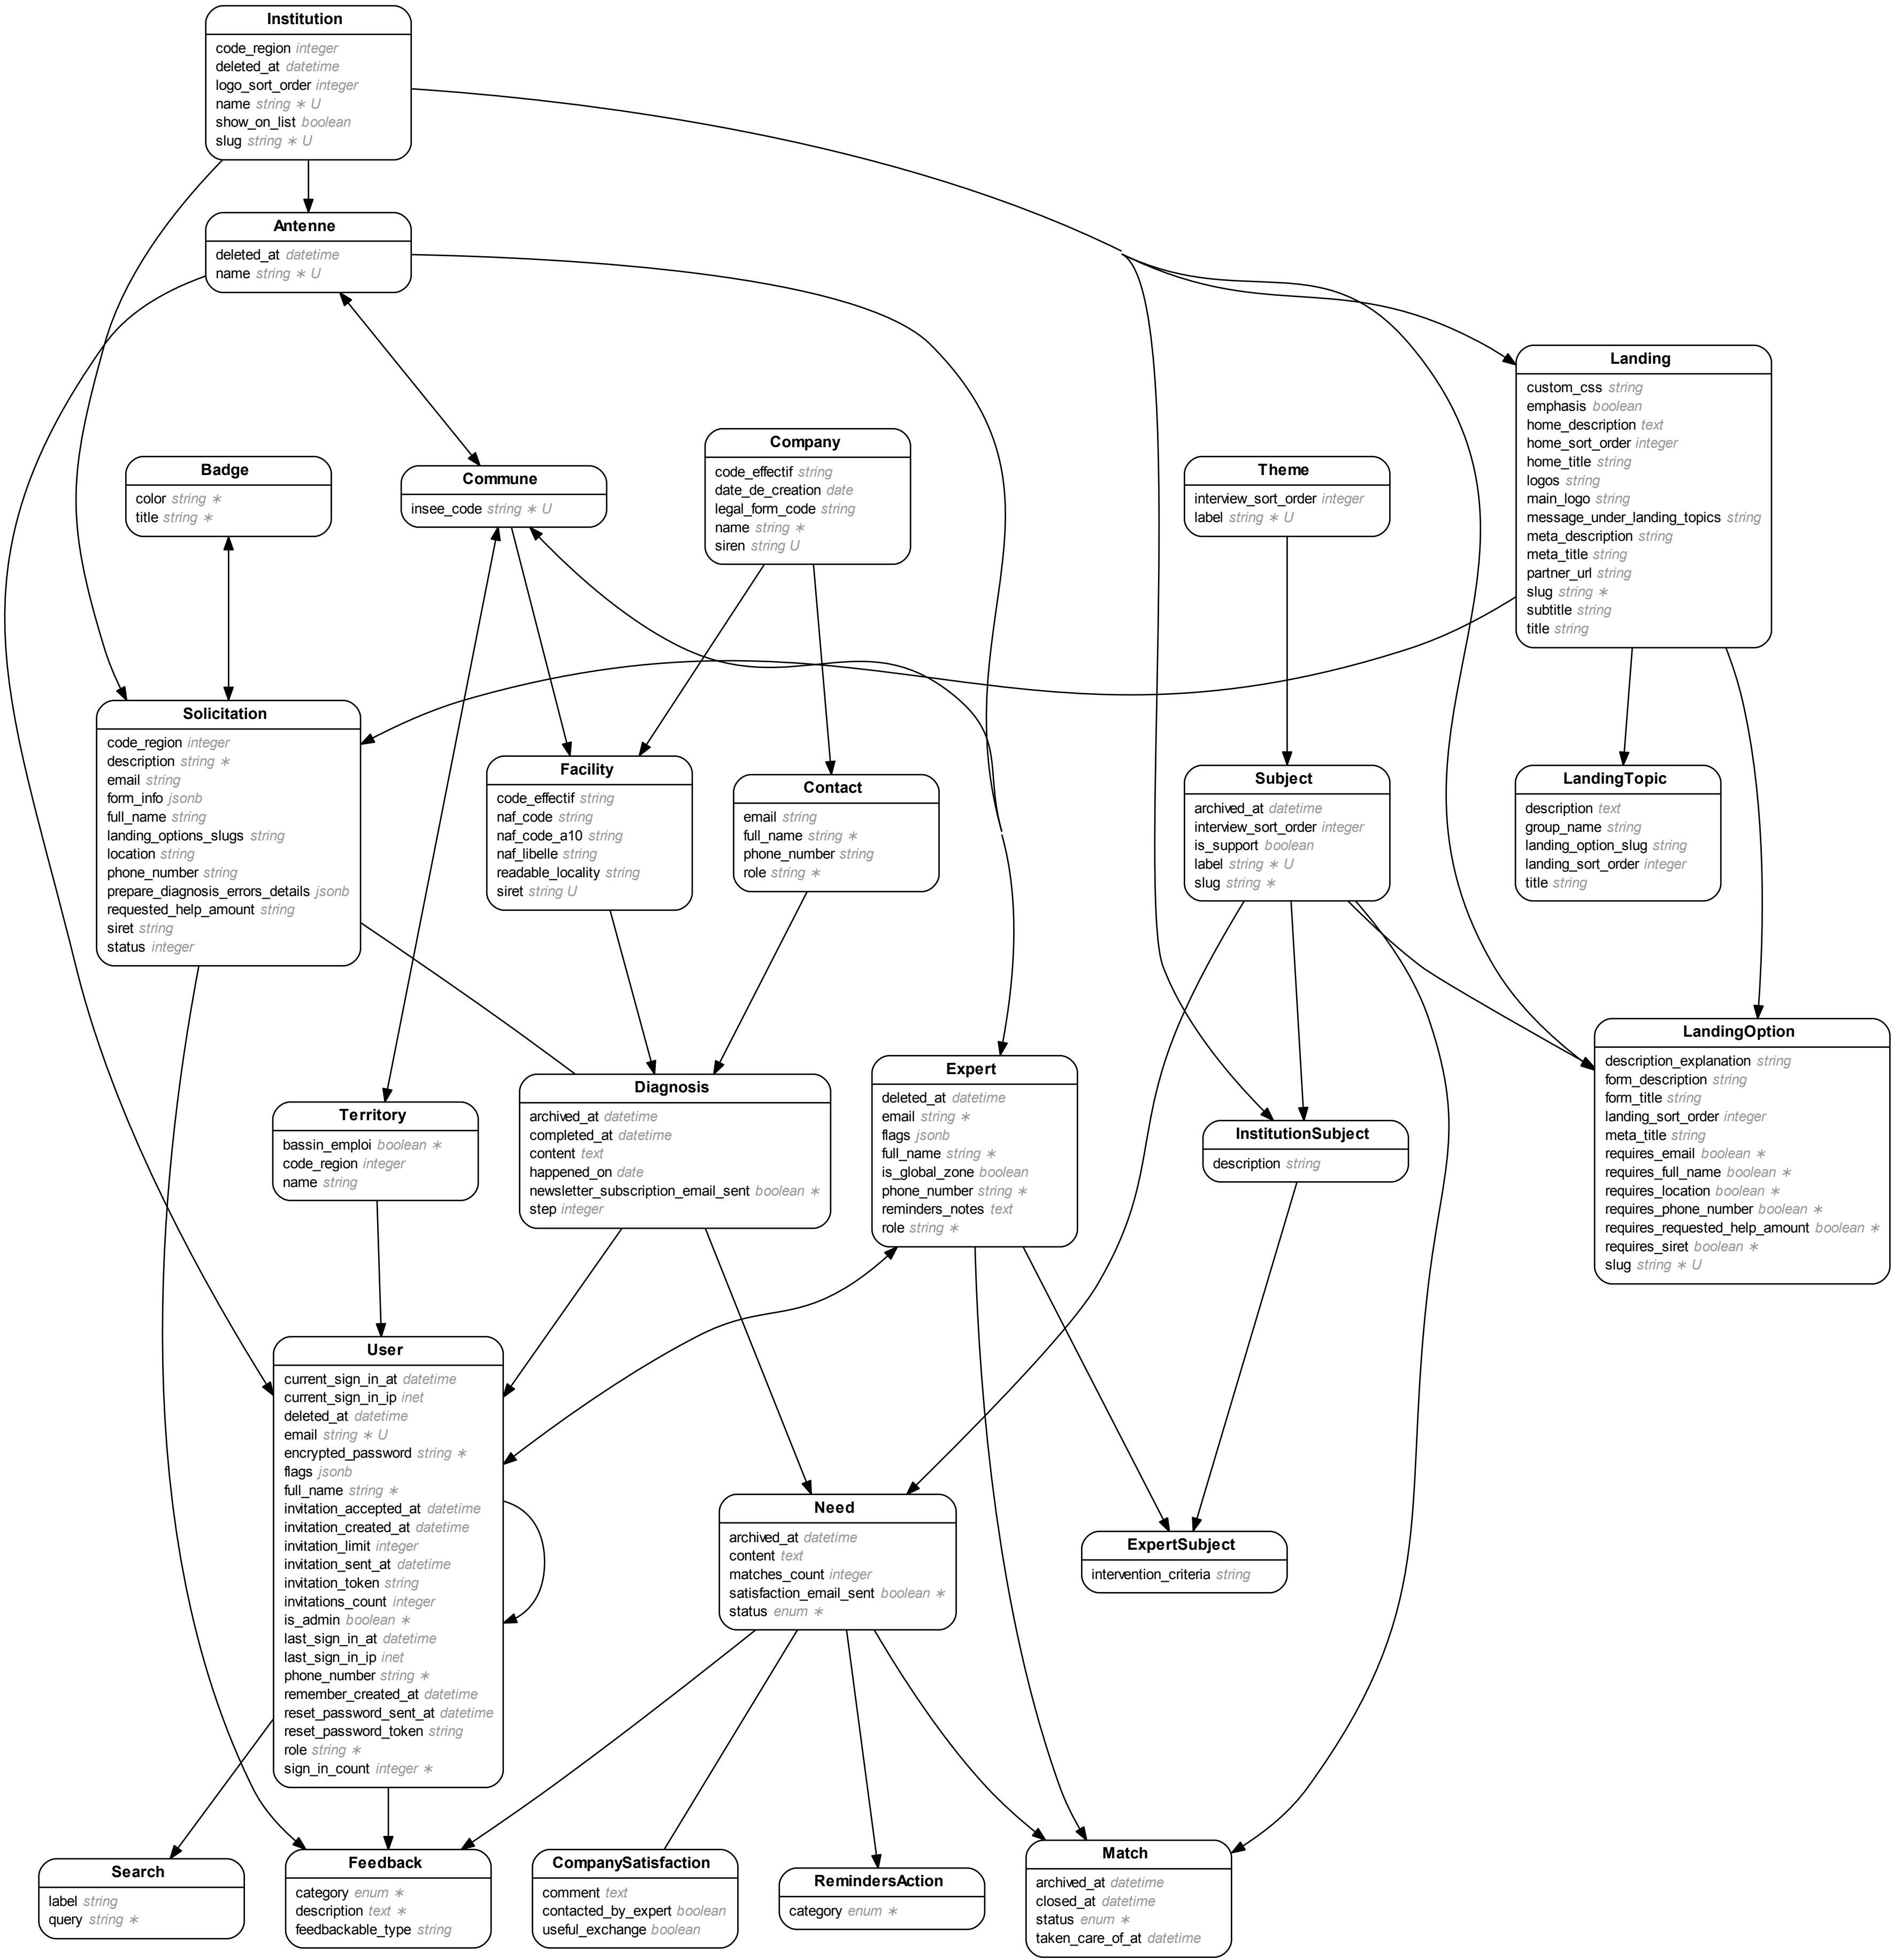 Institution
code_region integer
deleted_at datetime
logo_sort_order integer
name string ∗ U
show_on_list boolean
slug string ∗ U
Antenne
deleted_at datetime
name string ∗ U
Landing
custom_css string
emphasis boolean
home_description text
home_sort_order integer
home_title string
logos string
main_logo string
message_under_landing_topics string
meta_description string
meta_title string
partner_url string
slug string ∗
subtitle string
title string
Badge
color string ∗
title string ∗
Commune
insee_code string ∗ U
Company
code_effectif string
date_de_creation date
legal_form_code string
name string ∗
siren string U
Theme
interview_sort_order integer
label string ∗ U
Solicitation
code_region integer
description string ∗
email string
form_info jsonb
full_name string
landing_options_slugs string
location string
phone_number string
prepare_diagnosis_errors_details jsonb
requested_help_amount string
siret string
status integer
Facility
code_effectif string
naf_code string
naf_code_a10 string
naf_libelle string
readable_locality string
siret string U
Contact
email string
full_name string ∗
phone_number string
role string ∗
Subject
archived_at datetime
interview_sort_order integer
is_support boolean
label string ∗ U
slug string ∗
LandingTopic
description text
group_name string
landing_option_slug string
landing_sort_order integer
title string
Territory
bassin_emploi boolean ∗
code_region integer
name string
Diagnosis
archived_at datetime
completed_at datetime
content text
happened_on date
newsletter_subscription_email_sent boolean ∗
step integer
Expert
deleted_at datetime
email string ∗
flags jsonb
full_name string ∗
is_global_zone boolean
phone_number string ∗
reminders_notes text
role string ∗
InstitutionSubject
description string
LandingOption
description_explanation string
form_description string
form_title string
landing_sort_order integer
meta_title string
requires_email boolean ∗
requires_full_name boolean ∗
requires_location boolean ∗
requires_phone_number boolean ∗
requires_requested_help_amount boolean ∗
requires_siret boolean ∗
slug string ∗ U
User
current_sign_in_at datetime
current_sign_in_ip inet
deleted_at datetime
email string ∗ U
encrypted_password string ∗
flags jsonb
full_name string ∗
invitation_accepted_at datetime
invitation_created_at datetime
invitation_limit integer
invitation_sent_at datetime
invitation_token string
invitations_count integer
is_admin boolean ∗
last_sign_in_at datetime
last_sign_in_ip inet
phone_number string ∗
remember_created_at datetime
reset_password_sent_at datetime
reset_password_token string
role string ∗
sign_in_count integer ∗
Need
archived_at datetime
content text
matches_count integer
satisfaction_email_sent boolean ∗
status enum ∗
ExpertSubject
intervention_criteria string
Search
label string
query string ∗
Feedback
category enum ∗
description text ∗
feedbackable_type string
CompanySatisfaction
comment text
contacted_by_expert boolean
useful_exchange boolean
RemindersAction
category enum ∗
Match
archived_at datetime
closed_at datetime
status enum ∗
taken_care_of_at datetime